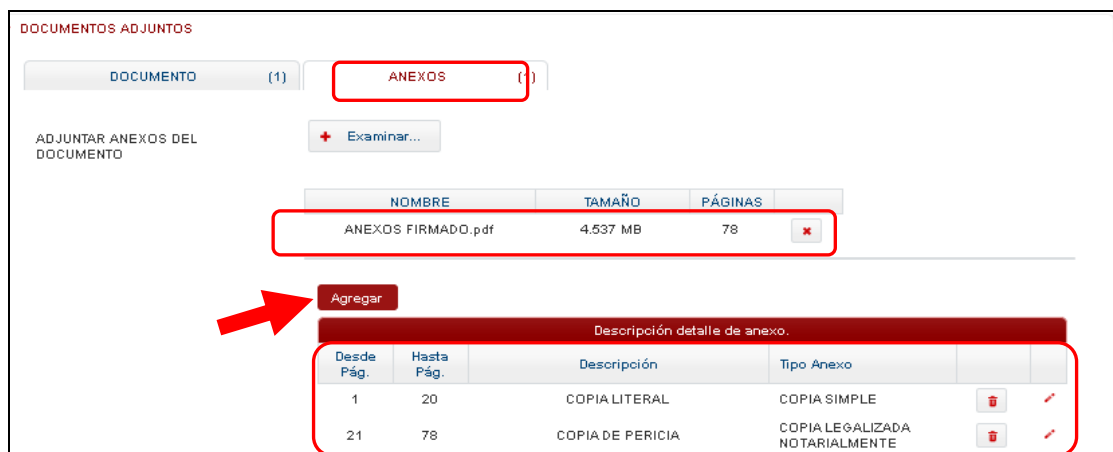 DOCUMENTOS ADJUNTOS
DOCUMENTO (1) ANEXOS (1)
ADJUNTAR ANEXOS DEL
DOCUMENTO
Examinar...
NOMBRE TAMAÑO PÁGINAS
ANEXOS FIRMADO.pdf 4.537 MB 78
Agregar
Descripción detalle de anexo.
Desde Pág. Hasta Pág. Descripción Tipo Anexo
1 20 COPIA LITERAL COPIA SIMPLE
21 78 COPIA DE PERICIA COPIA LEGALIZADA
NOTARIALMENTE